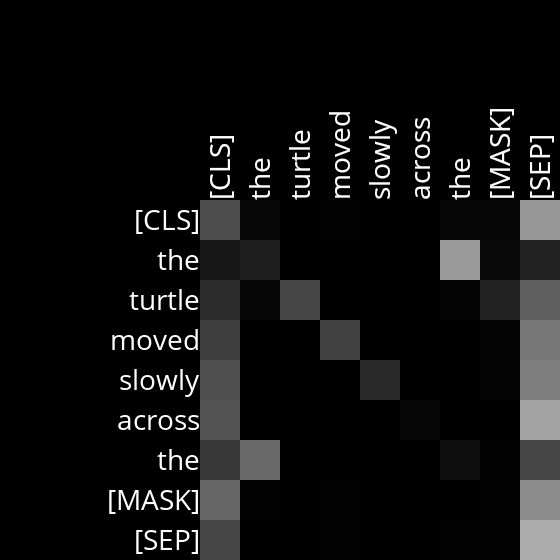 [CLS] the turtle moved slowly across the [MASK] [SEP]
[CLS]
the
turtle
moved
slowly
across
the
[MASK]
[SEP]